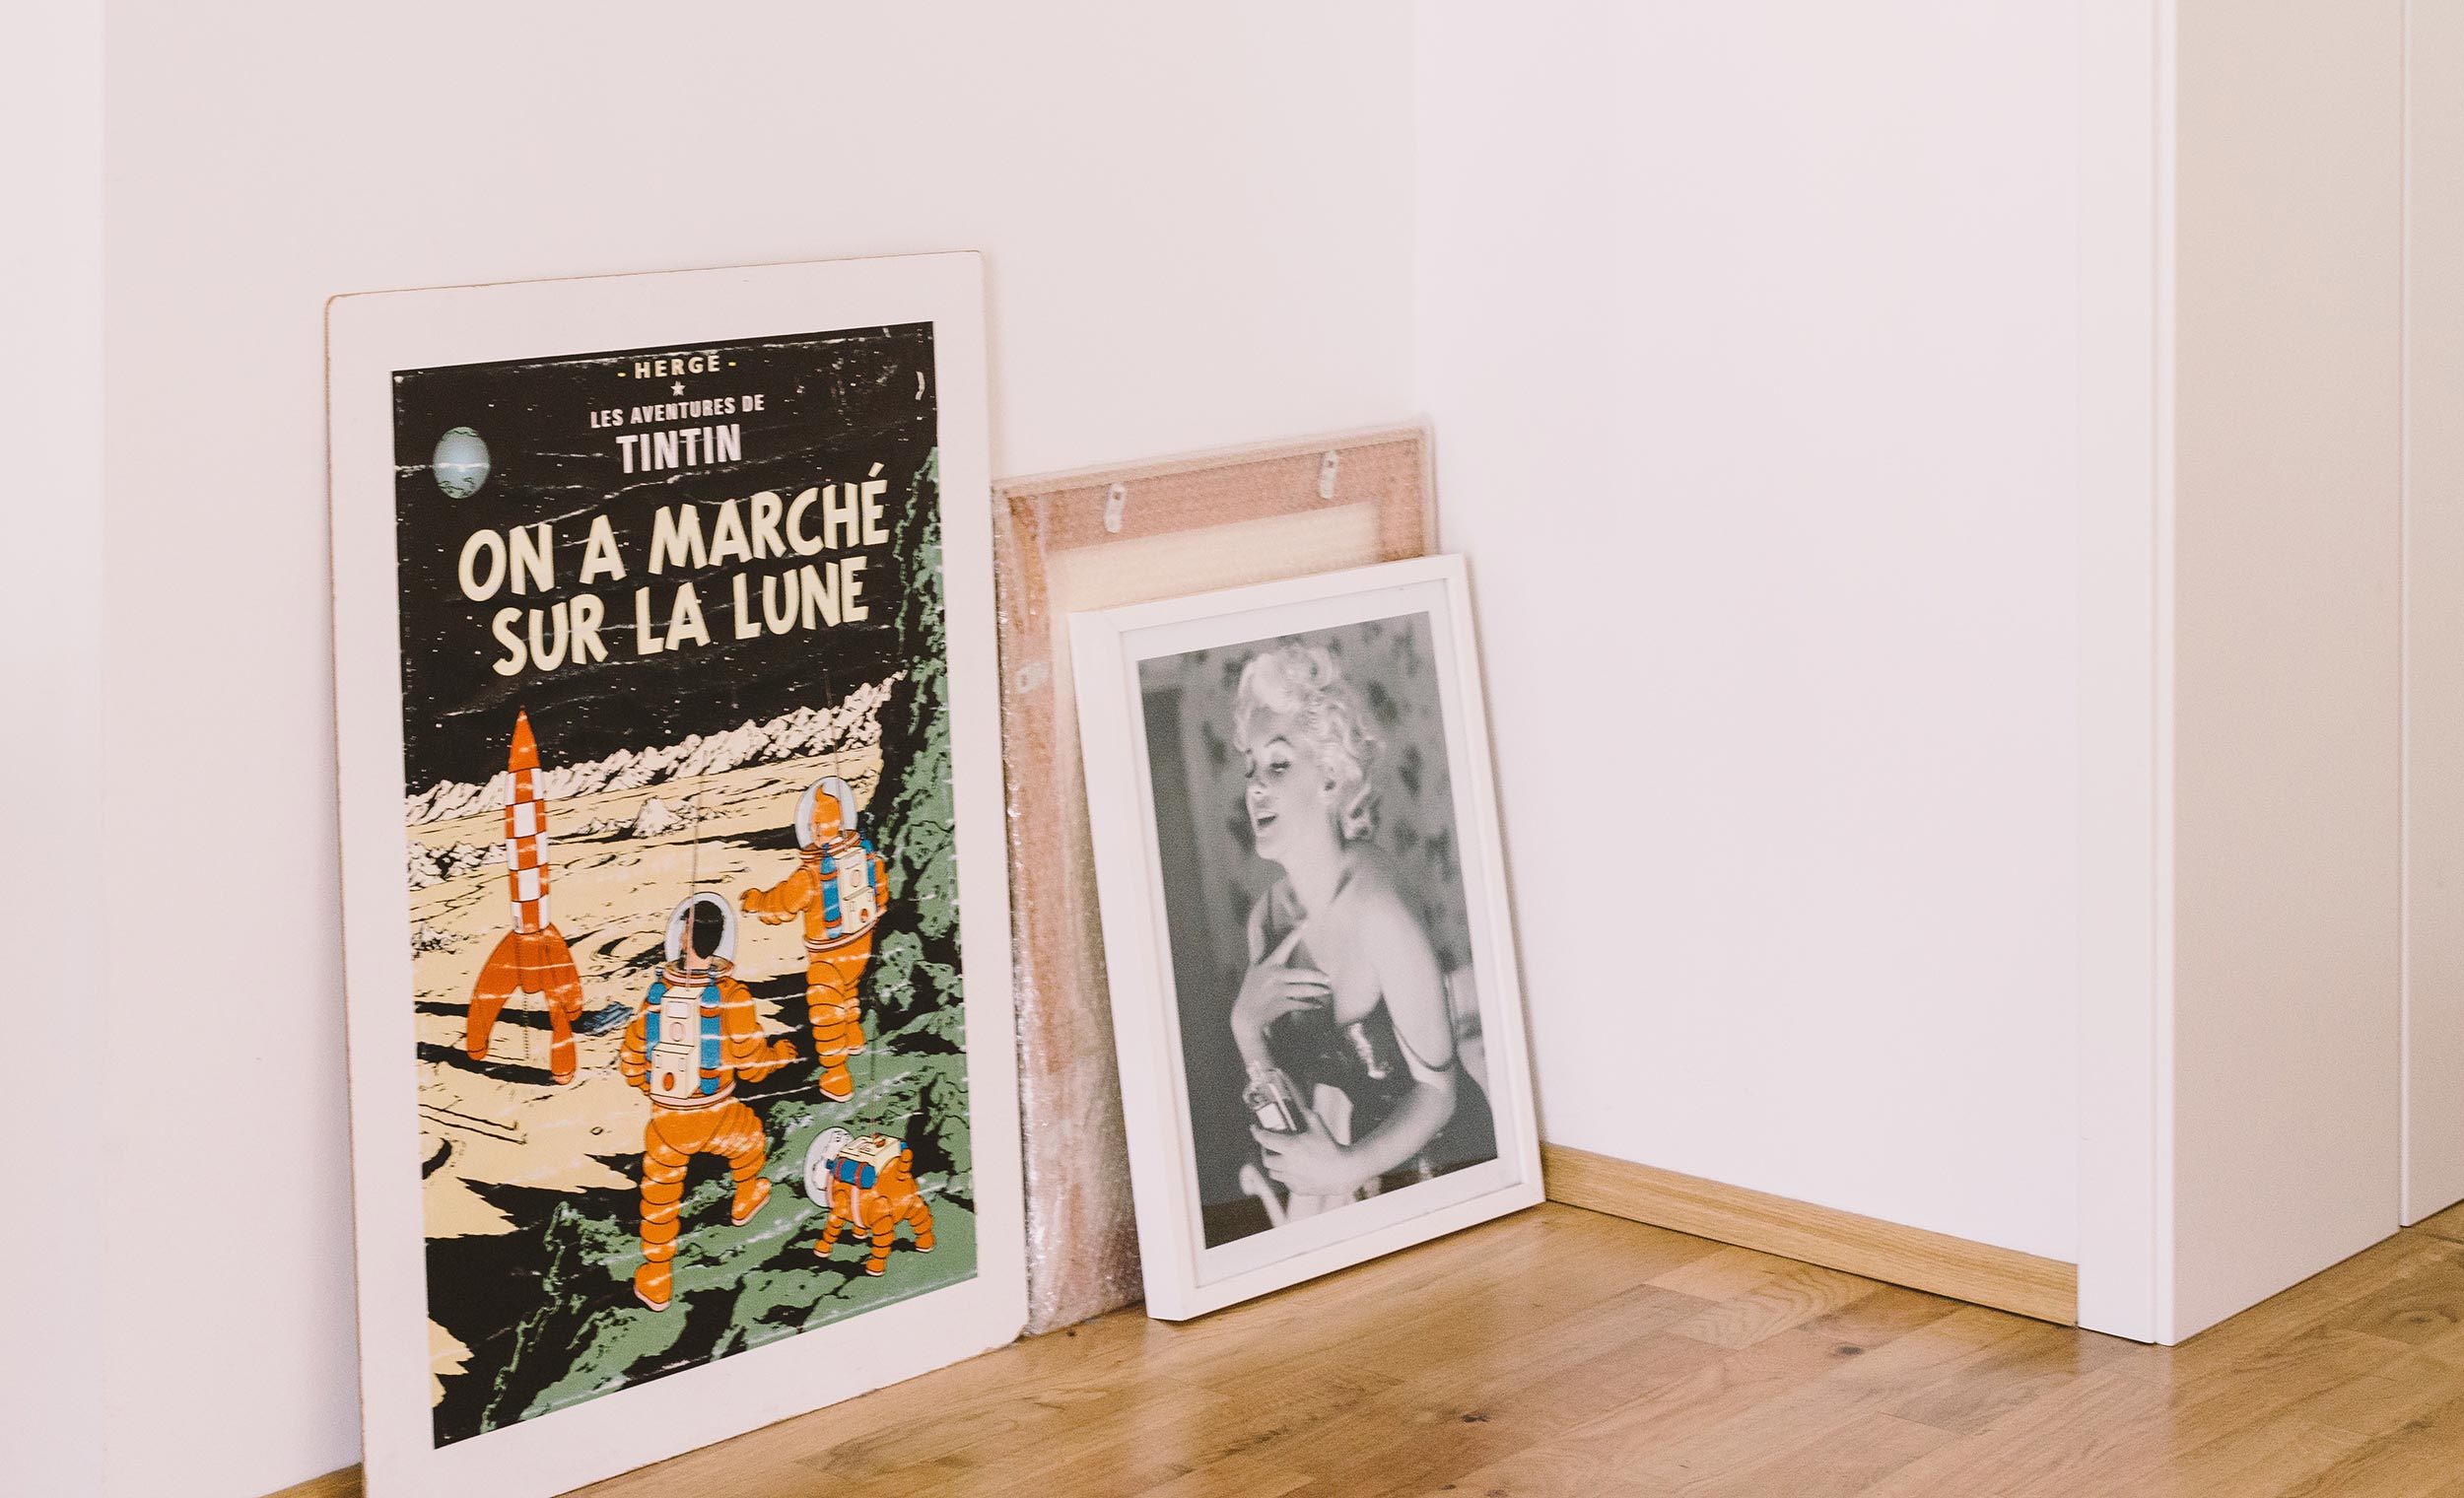 - HERGÉ -
LES AVENTURES DE
TINTIN
ON A MARCHÉ
SUR LA LUNE